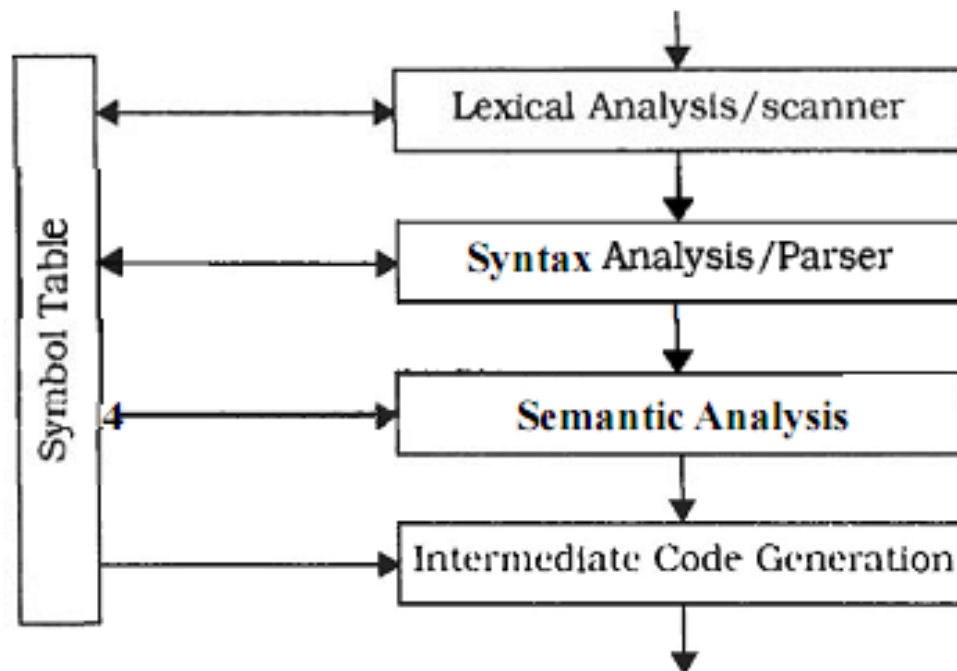 Symbol Table
Lexical Analysis/scanner
Syntax Analysis/Parser
4
Semantic Analysis
Intermediate Code Generation